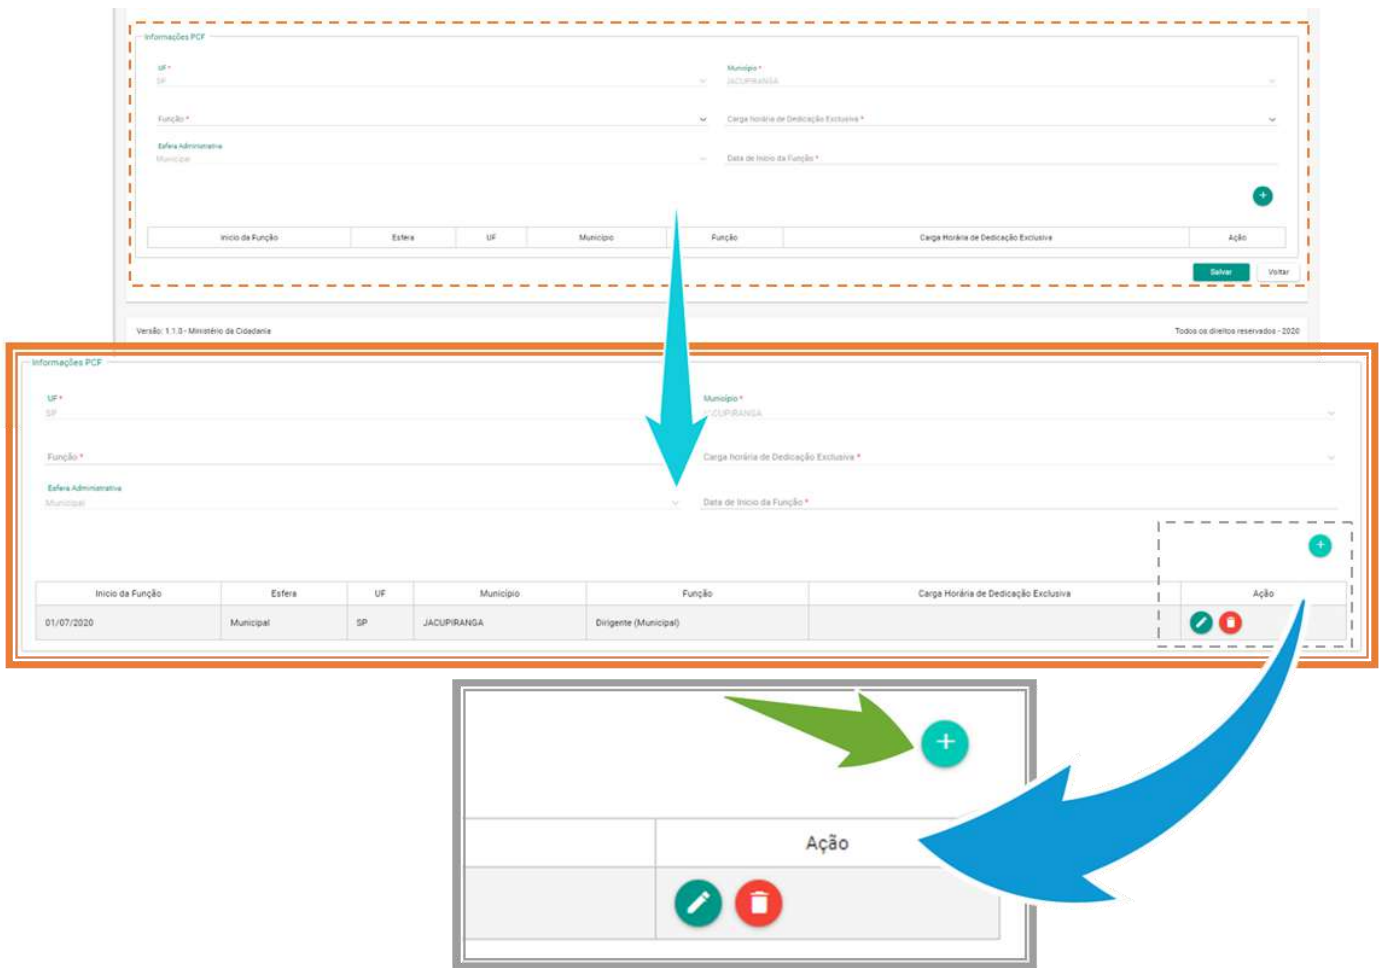 Informações PCF
UF *
Município *
SP
JACUPIRANGA
Função *
Carga horária de Dedicação Exclusiva *
Esfera Administrativa
Municipal
Data de Início da Função *
+
Inicio da Função Esfera UF Município Função Carga Horária de Dedicação Exclusiva Ação
Salvar Voltar
Versão: 1.1.0 - Ministério da Cidadania
Todos os direitos reservados - 2020
Informações PCF
UF *
Município *
SP
Função *
Carga horária de Dedicação Exclusiva *
Esfera Administrativa
Municipal
Data de Início da Função *
+
Inicio da Função Esfera UF Município Função Carga Horária de Dedicação Exclusiva Ação
01/07/2020 Municipal SP JACUPIRANGA Dirigente (Municipal)
+
Ação